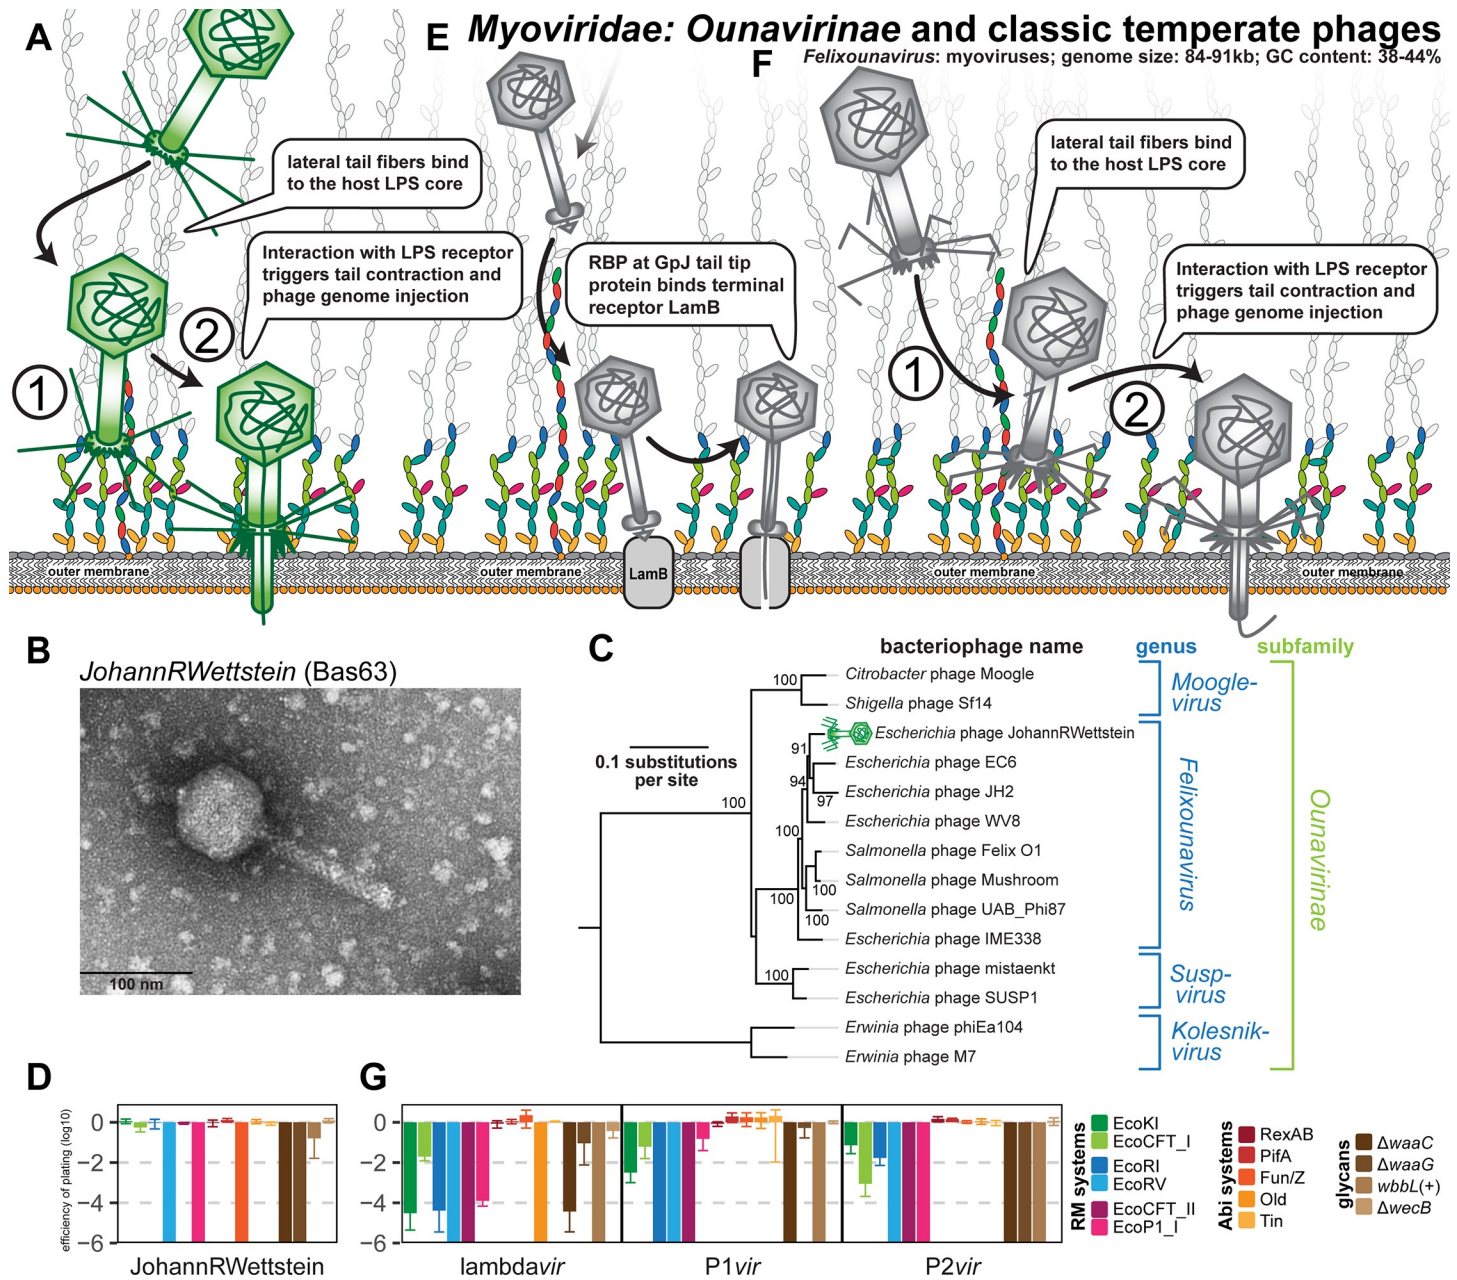 A
E
Myoviridae: Ounavirinae and classic temperate phages
F
Felixounavirus: myoviruses; genome size: 84-91kb; GC content: 38-44%
lateral tail fibers bind
to the host LPS core
Interaction with LPS receptor
triggers tail contraction and
phage genome injection
1
2
RBP at GpJ tail tip
protein binds terminal
receptor LamB
lateral tail fibers bind
to the host LPS core
Interaction with LPS receptor
triggers tail contraction and
phage genome injection
1
2
outer membrane
outer membrane
LamB
outer membrane
outer membrane
B
JohannRWettstein (Bas63)
100 nm
C
bacteriophage name
genus
subfamily
0.1 substitutions
per site
Citrobacter phage Moogle
Shigella phage Sf14
Escherichia phage JohannRWettstein
Escherichia phage EC6
Escherichia phage JH2
Escherichia phage WV8
Salmonella phage Felix O1
Salmonella phage Mushroom
Salmonella phage UAB_Phi87
Escherichia phage IME338
Escherichia phage mistaenkt
Escherichia phage SUSP1
Erwinia phage phiEa104
Erwinia phage M7
100
100
91
94
97
100
100
100
100
100
Moogle-
virus
Felixounavirus
Susp-
virus
Kolesnik-
virus
Ounavirinae
D
efficiency of plating (log10)
0
−2
−4
−6
JohannRWettstein
G
0
−2
−4
−6
lambdavir
P1vir
P2vir
RM systems
EcoKI
EcoCFT_I
EcoRI
EcoRV
EcoCFT_II
EcoP1_I
Abi systems
RexAB
PifA
Fun/Z
Old
Tin
glycans
ΔwaaC
ΔwaaG
wbbL(+)
ΔwecB